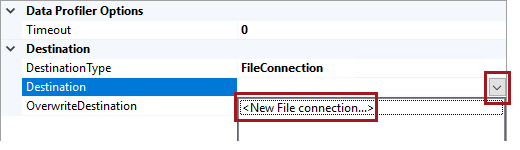 Data Profiler Options
Timeout 0
Destination
DestinationType FileConnection
Destination
OverwriteDestination <New File connection...>